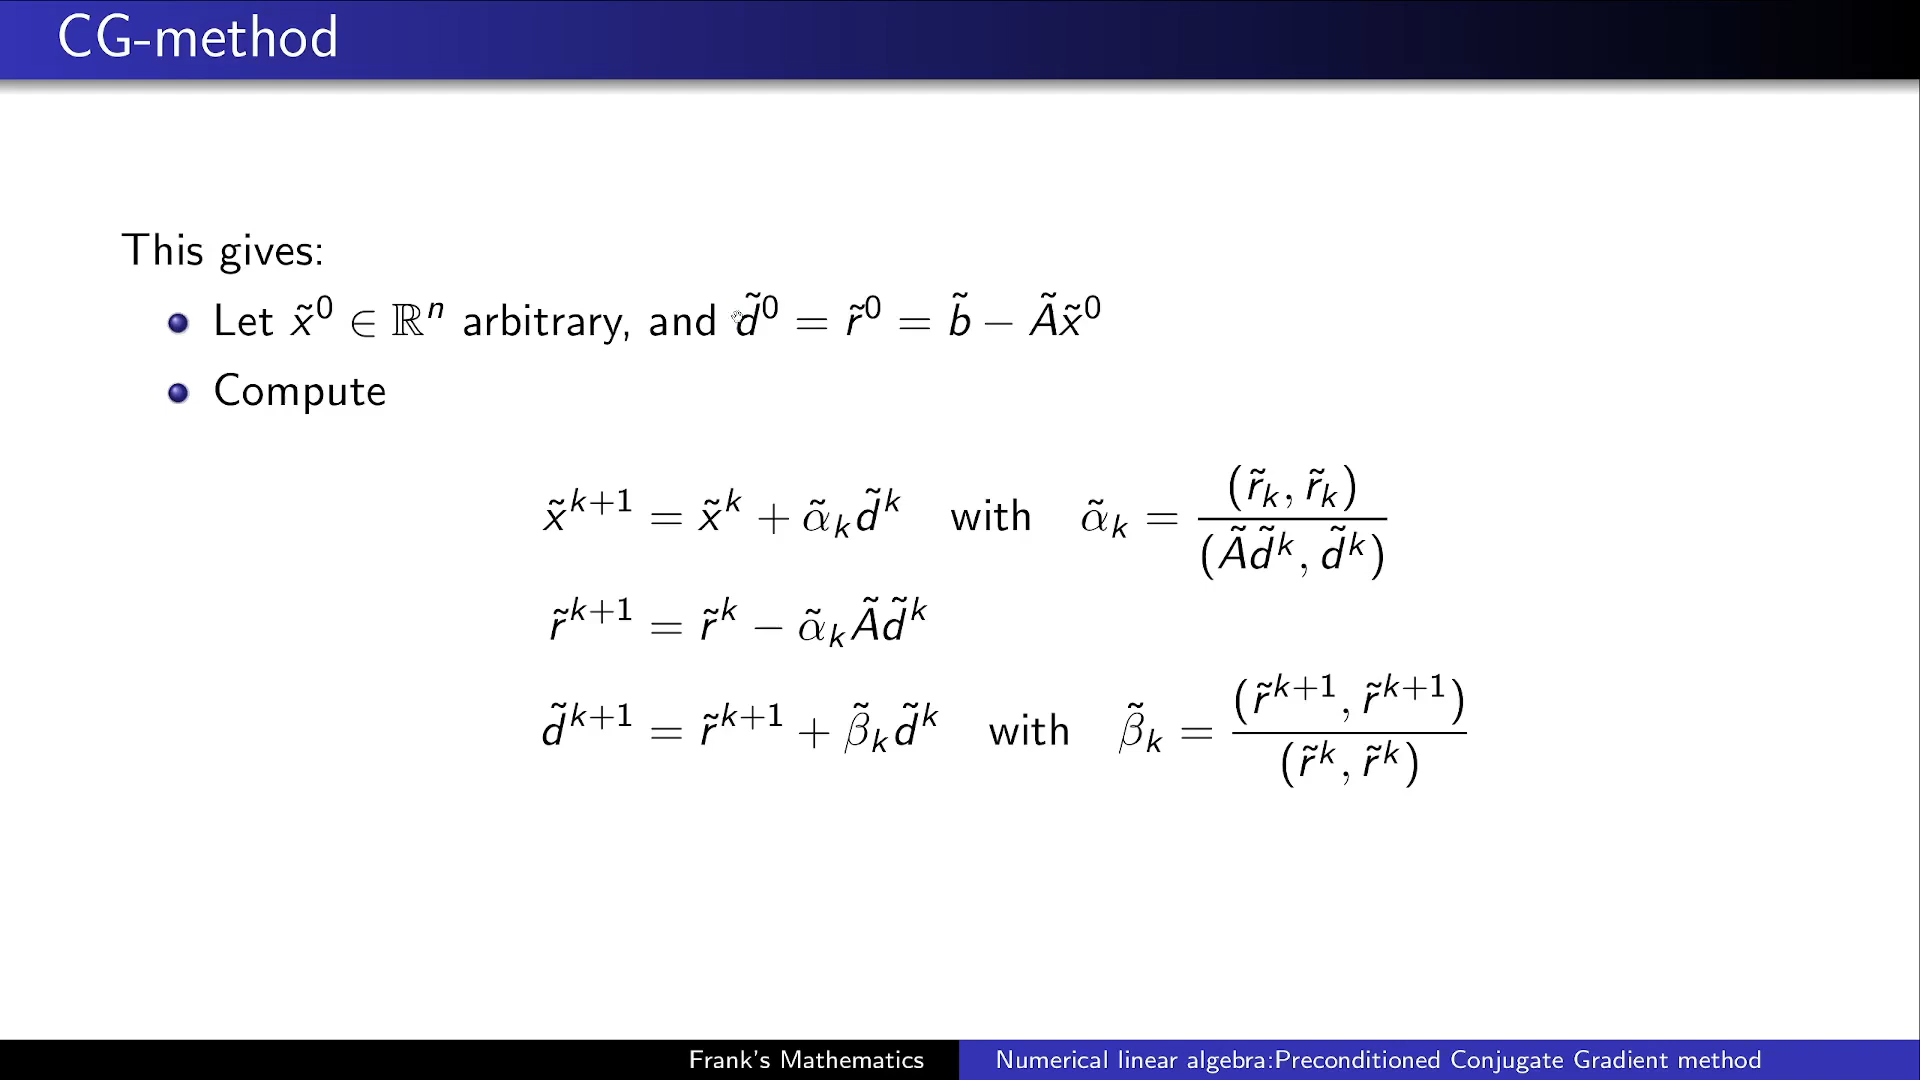 CG-method
This gives:
Let x̃⁰ ∈ ℝⁿ arbitrary, and d̃⁰ = r̃⁰ = b̃ − Ãx̃⁰
Compute
x̃ᵏ⁺¹ = x̃ᵏ + α̃ₖd̃ᵏ with α̃ₖ = (r̃ₖ, r̃ₖ) / (Ãd̃ᵏ, d̃ᵏ)
r̃ᵏ⁺¹ = r̃ᵏ − α̃ₖÃd̃ᵏ
d̃ᵏ⁺¹ = r̃ᵏ⁺¹ + β̃ₖd̃ᵏ with β̃ₖ = (r̃ᵏ⁺¹, r̃ᵏ⁺¹) / (r̃ᵏ, r̃ᵏ)
Frank's Mathematics
Numerical linear algebra:Preconditioned Conjugate Gradient method